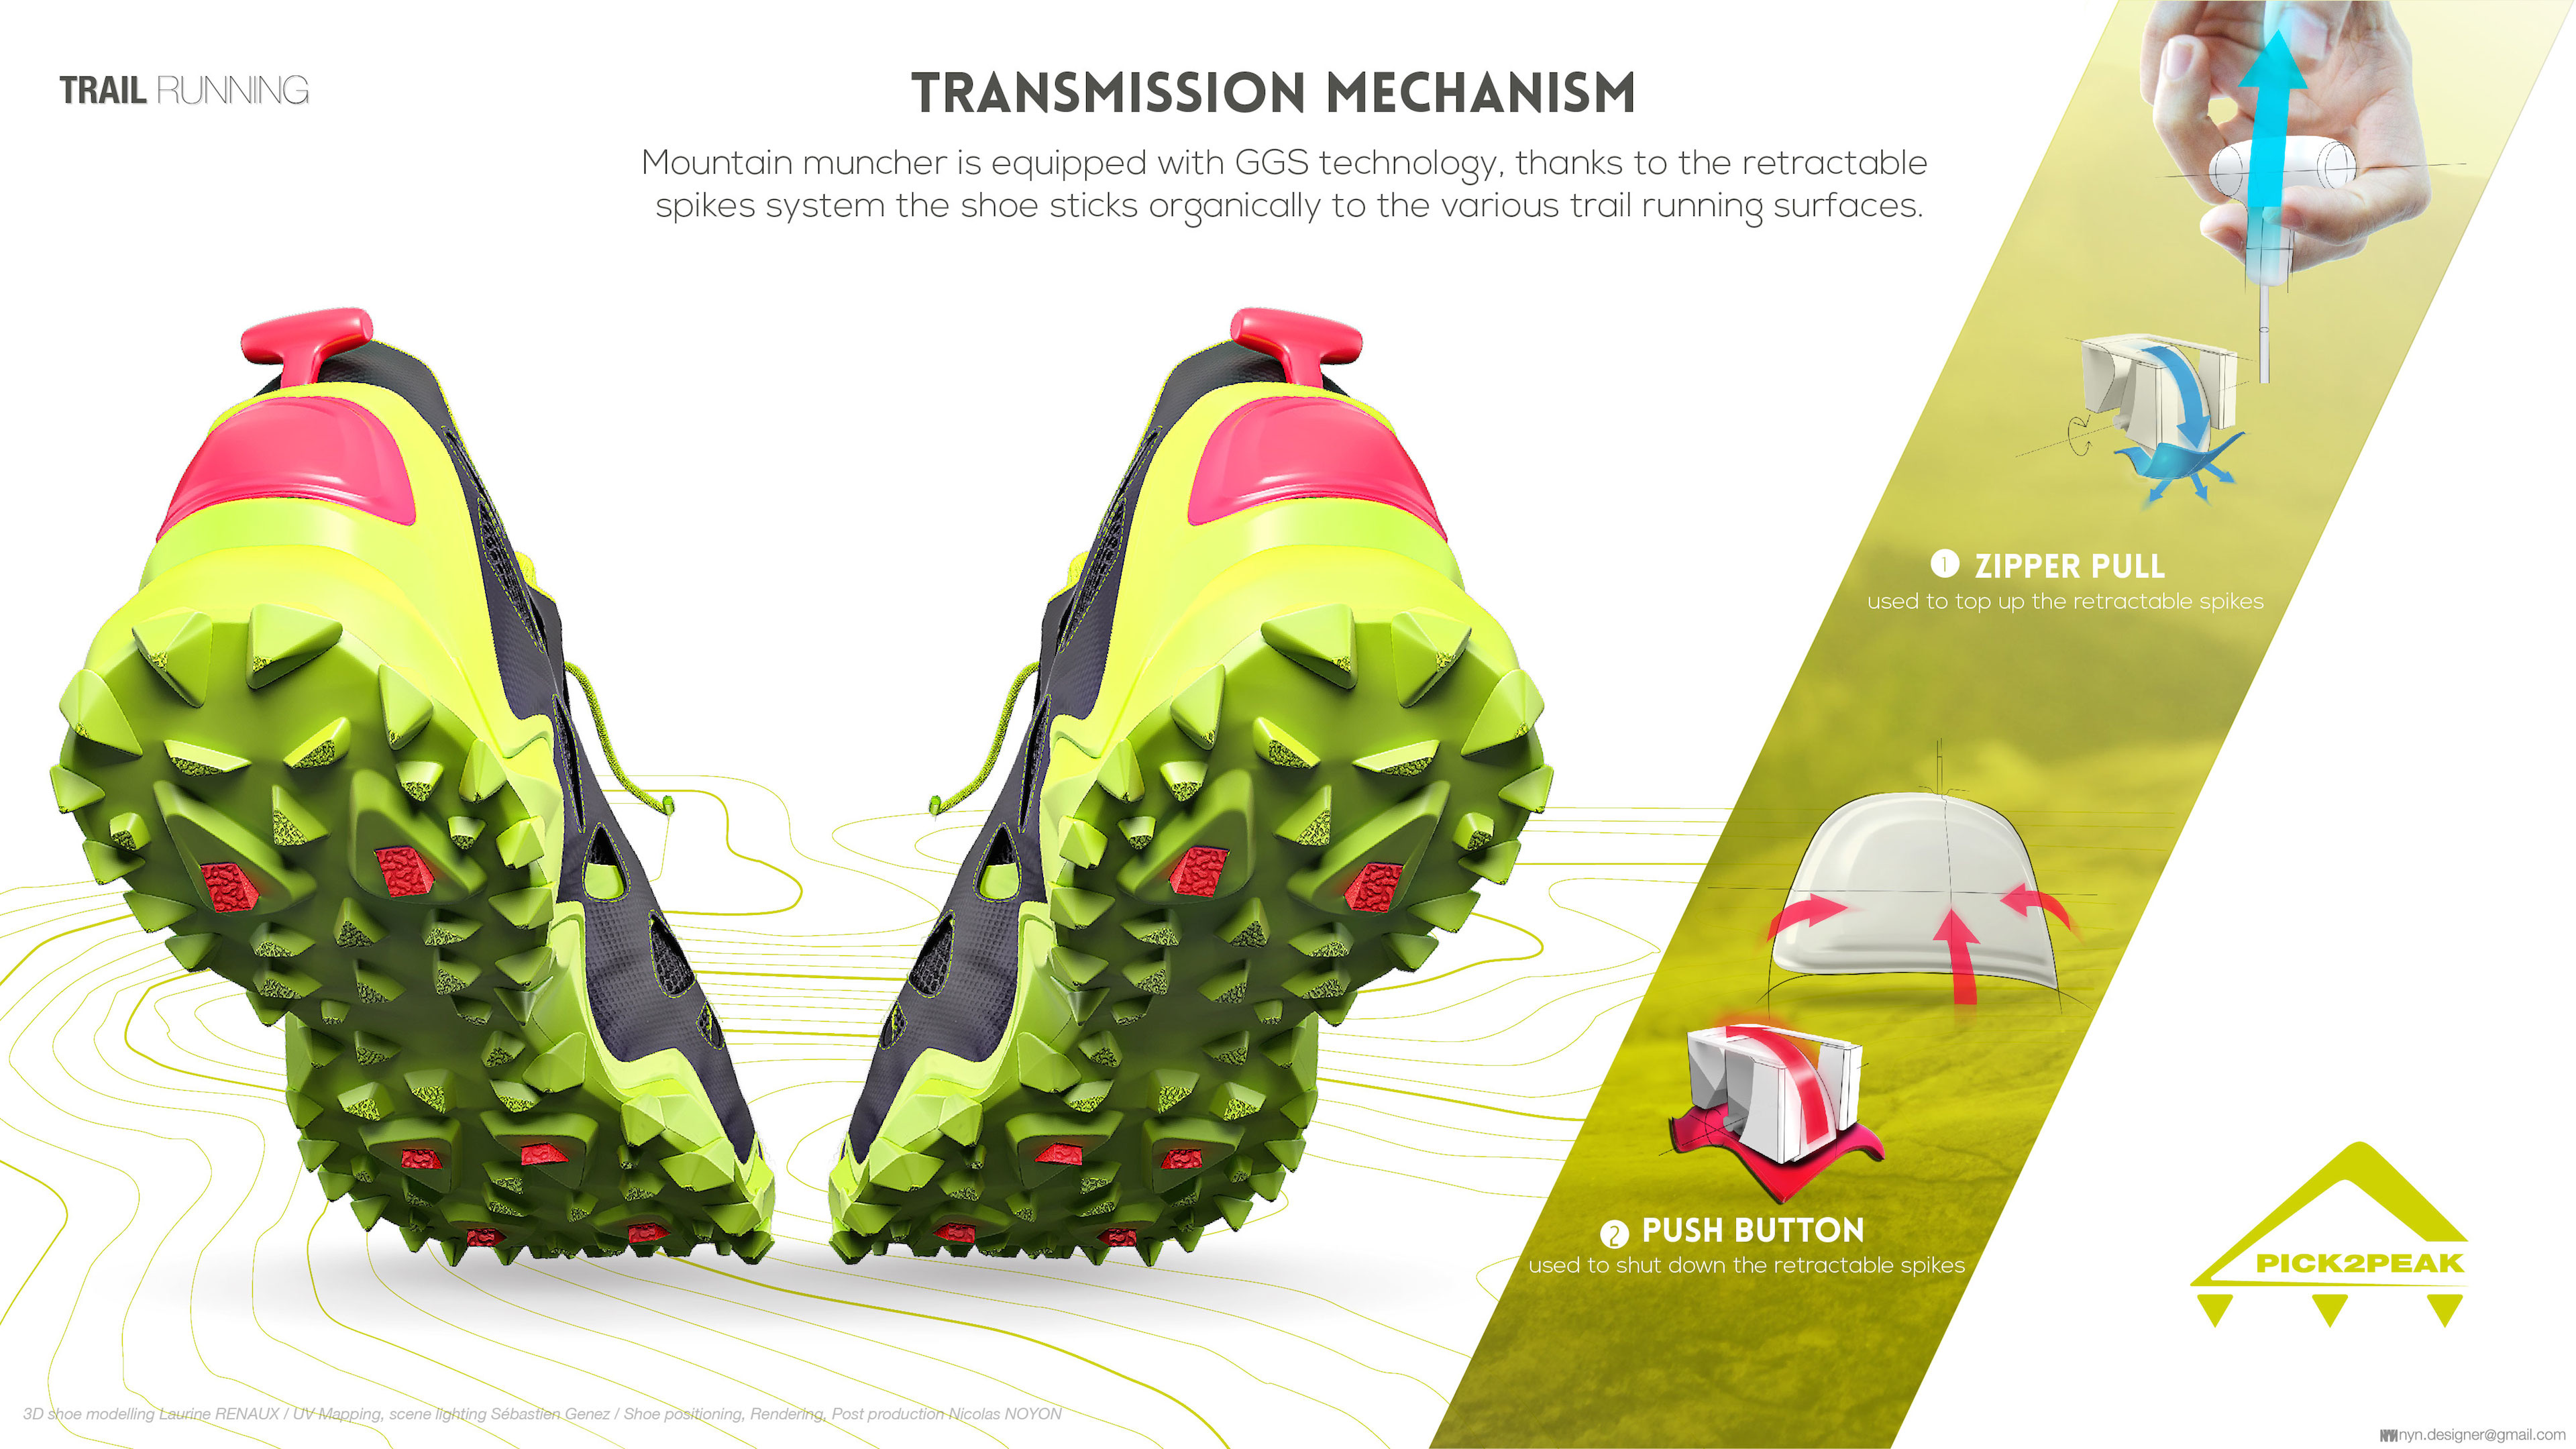 TRAIL RUNNING
TRANSMISSION MECHANISM
Mountain muncher is equipped with GGS technology, thanks to the retractable
spikes system the shoe sticks organically to the various trail running surfaces.
1 ZIPPER PULL
used to top up the retractable spikes
2 PUSH BUTTON
used to shut down the retractable spikes
PICK2PEAK
3D shoe modelling Laurine RENAUX / UV Mapping, scene lighting Sébastien Genez / Shoe positioning, Rendering, Post production Nicolas NOYON
nyn.designer@gmail.com